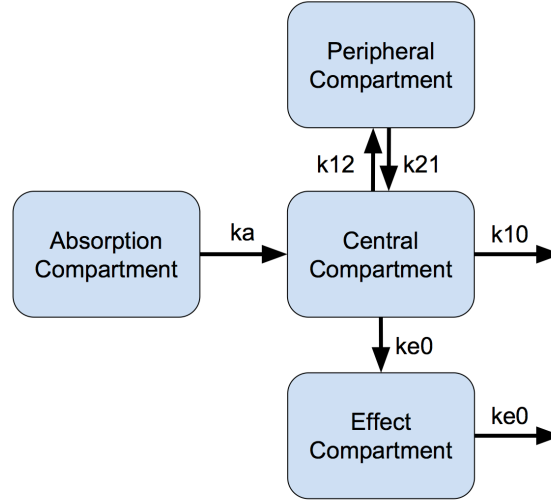 Peripheral
Compartment
k12
k21
Absorption
Compartment
ka
Central
Compartment
k10
ke0
Effect
Compartment
ke0